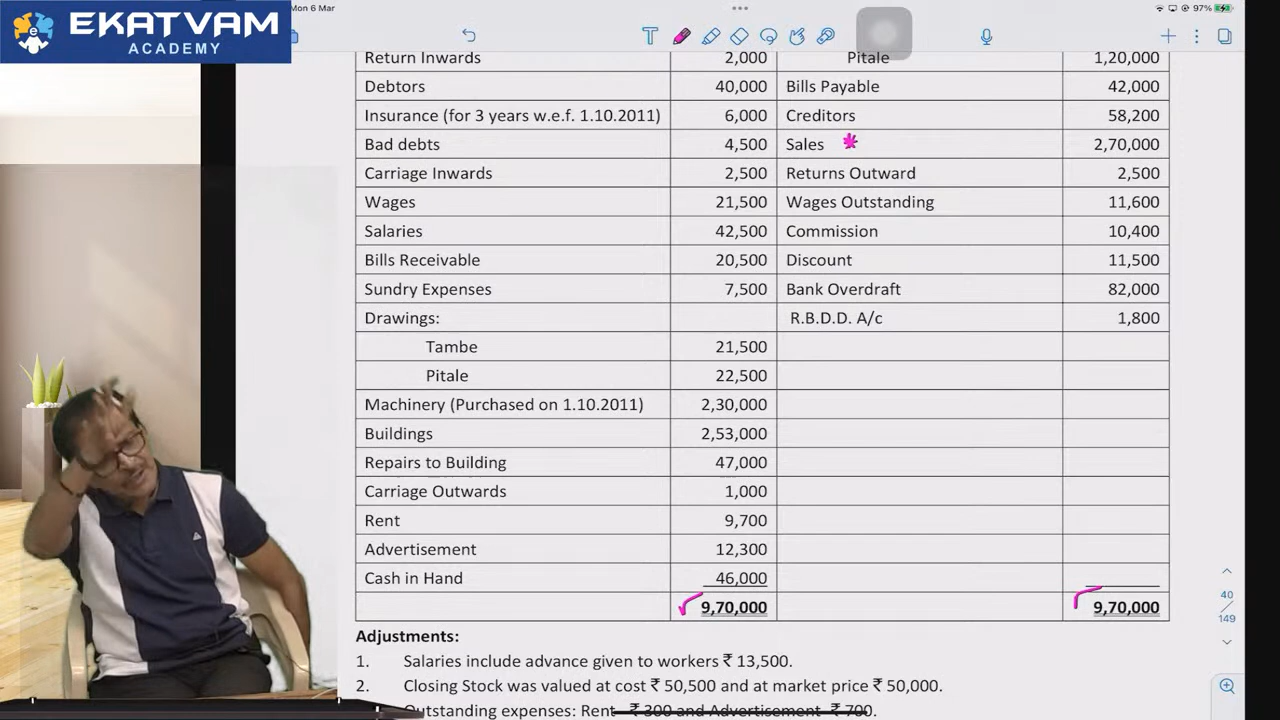 EKATVAM
ACADEMY
Mon 6 Mar
97%
Return Inwards 2,000 Pitale 1,20,000
Debtors 40,000 Bills Payable 42,000
Insurance (for 3 years w.e.f. 1.10.2011) 6,000 Creditors 58,200
Bad debts 4,500 Sales * 2,70,000
Carriage Inwards 2,500 Returns Outward 2,500
Wages 21,500 Wages Outstanding 11,600
Salaries 42,500 Commission 10,400
Bills Receivable 20,500 Discount 11,500
Sundry Expenses 7,500 Bank Overdraft 82,000
Drawings: R.B.D.D. A/c 1,800
Tambe 21,500
Pitale 22,500
Machinery (Purchased on 1.10.2011) 2,30,000
Buildings 2,53,000
Repairs to Building 47,000
Carriage Outwards 1,000
Rent 9,700
Advertisement 12,300
Cash in Hand 46,000
9,70,000 9,70,000
40
149
Adjustments:
1. Salaries include advance given to workers ₹ 13,500.
2. Closing Stock was valued at cost ₹ 50,500 and at market price ₹ 50,000.
Outstanding expenses: Rent ₹ 300 and Advertisement ₹ 700.